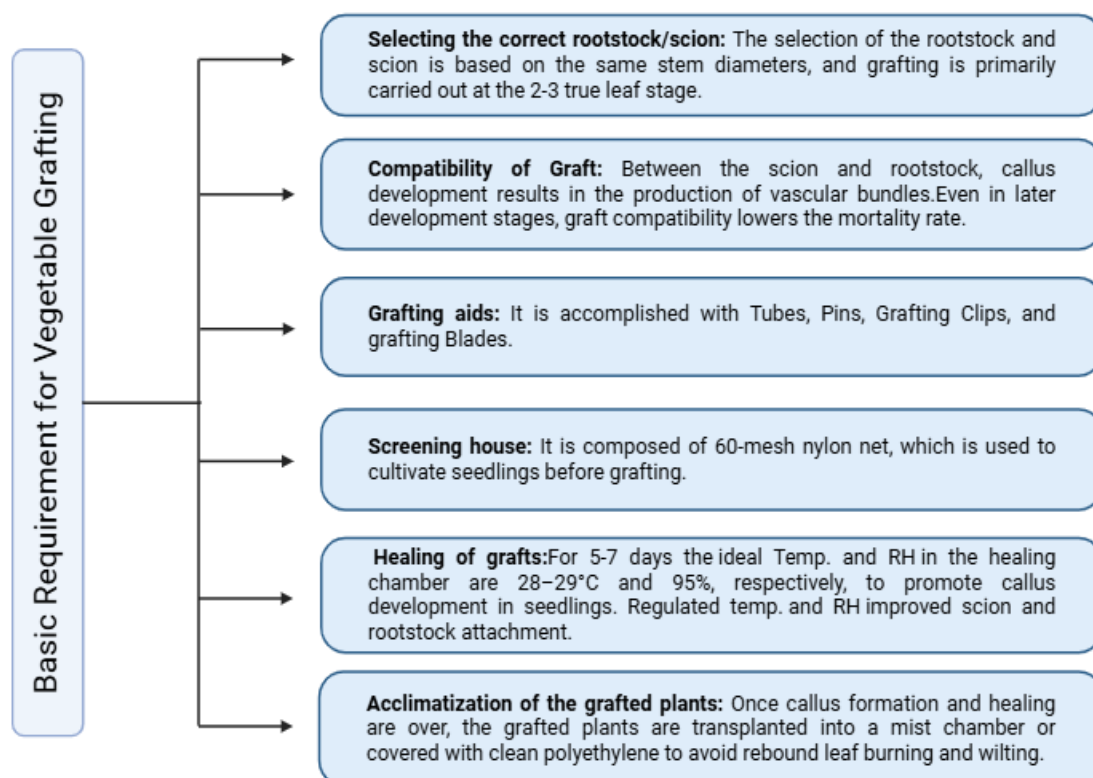 Basic Requirement for Vegetable Grafting
Selecting the correct rootstock/scion: The selection of the rootstock and
scion is based on the same stem diameters, and grafting is primarily
carried out at the 2-3 true leaf stage.
Compatibility of Graft: Between the scion and rootstock, callus
development results in the production of vascular bundles.Even in later
development stages, graft compatibility lowers the mortality rate.
Grafting aids: It is accomplished with Tubes, Pins, Grafting Clips, and
grafting Blades.
Screening house: It is composed of 60-mesh nylon net, which is used to
cultivate seedlings before grafting.
Healing of grafts:For 5-7 days the ideal Temp. and RH in the healing
chamber are 28–29°C and 95%, respectively, to promote callus
development in seedlings. Regulated temp. and RH improved scion and
rootstock attachment.
Acclimatization of the grafted plants: Once callus formation and healing
are over, the grafted plants are transplanted into a mist chamber or
covered with clean polyethylene to avoid rebound leaf burning and wilting.